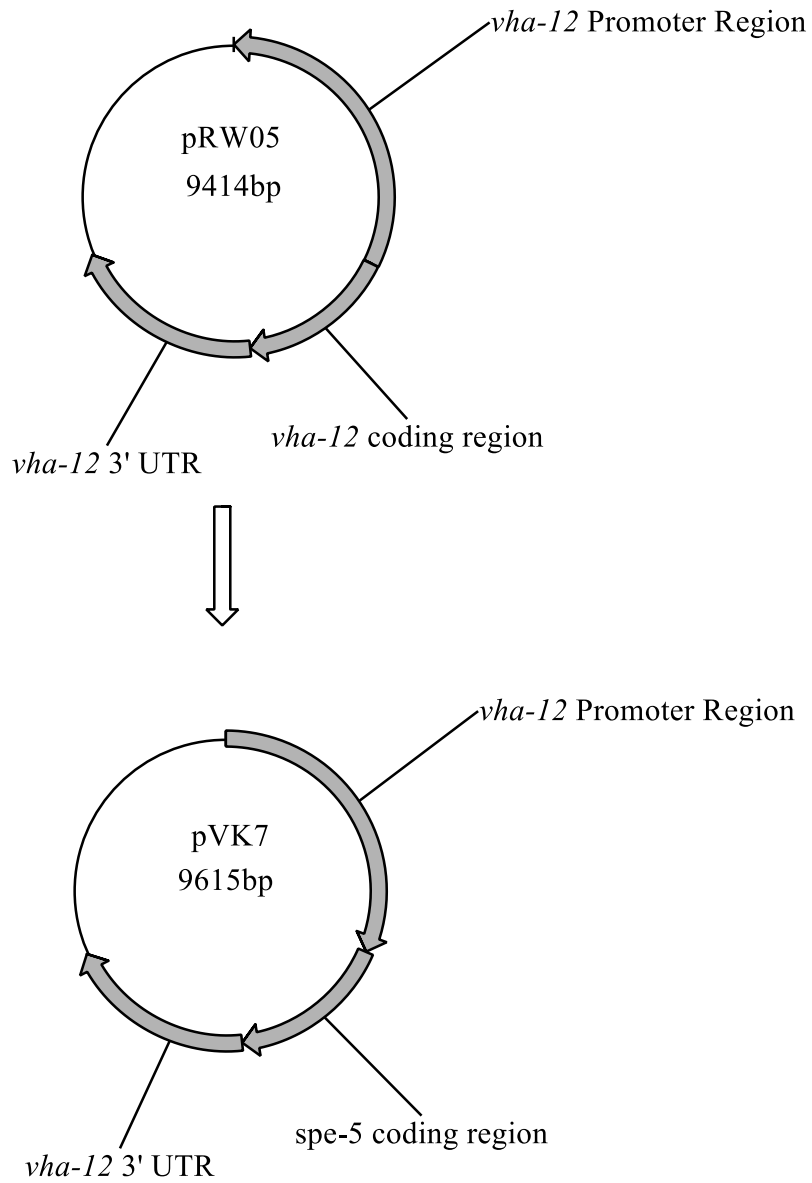 vha-12 Promoter Region
pRW05
9414bp
vha-12 coding region
vha-12 3' UTR
vha-12 Promoter Region
pVK7
9615bp
spe-5 coding region
vha-12 3' UTR